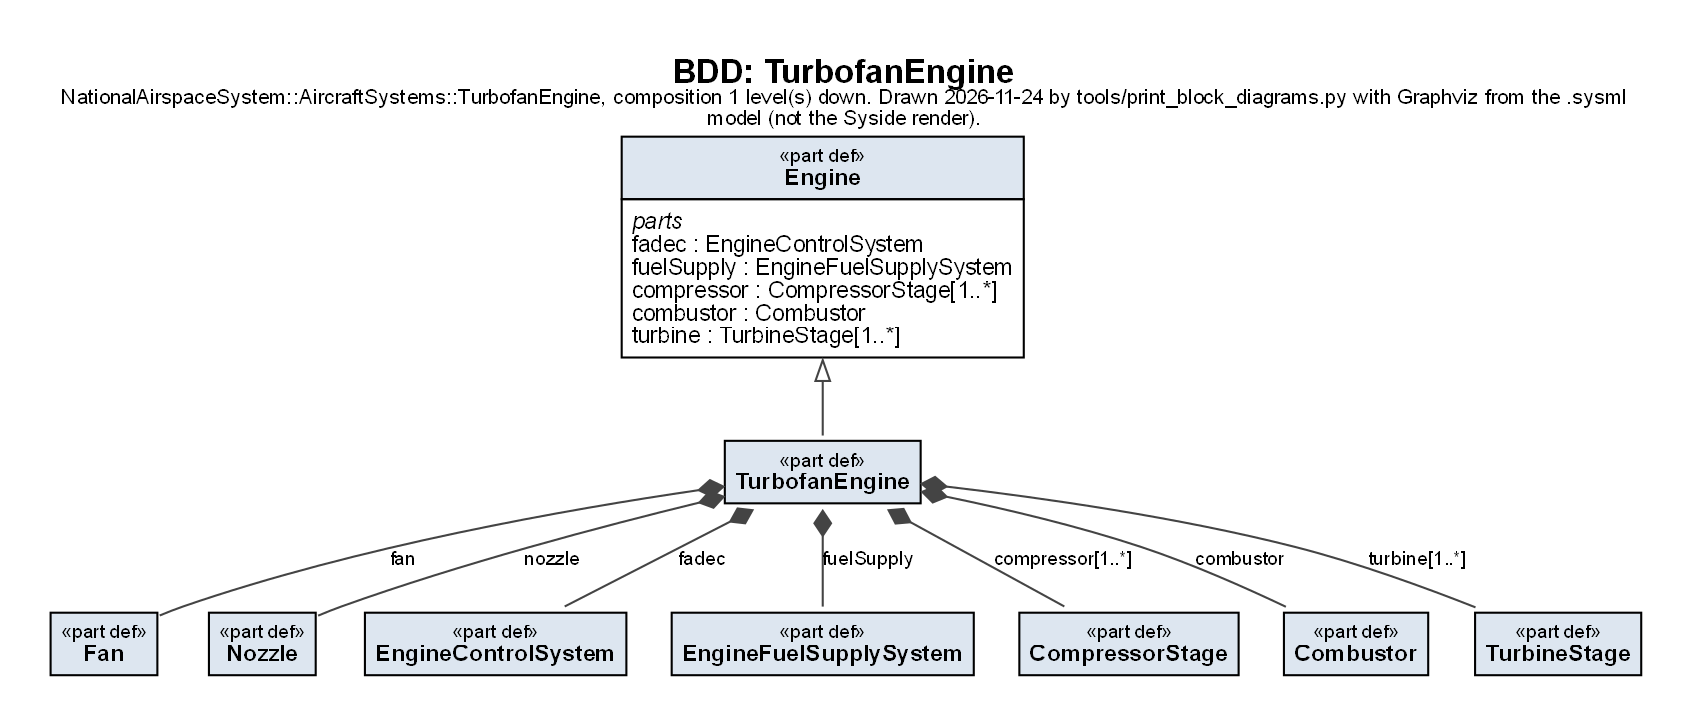 BDD: TurbofanEngine
NationalAirspaceSystem::AircraftSystems::TurbofanEngine, composition 1 level(s) down. Drawn 2026-11-24 by tools/print_block_diagrams.py with Graphviz from the .sysml
model (not the Syside render).
«part def»
Engine
parts
fadec : EngineControlSystem
fuelSupply : EngineFuelSupplySystem
compressor : CompressorStage[1..*]
combustor : Combustor
turbine : TurbineStage[1..*]
«part def»
TurbofanEngine
fan
nozzle
fadec
fuelSupply
compressor[1..*]
combustor
turbine[1..*]
«part def»
Fan
«part def»
Nozzle
«part def»
EngineControlSystem
«part def»
EngineFuelSupplySystem
«part def»
CompressorStage
«part def»
Combustor
«part def»
TurbineStage